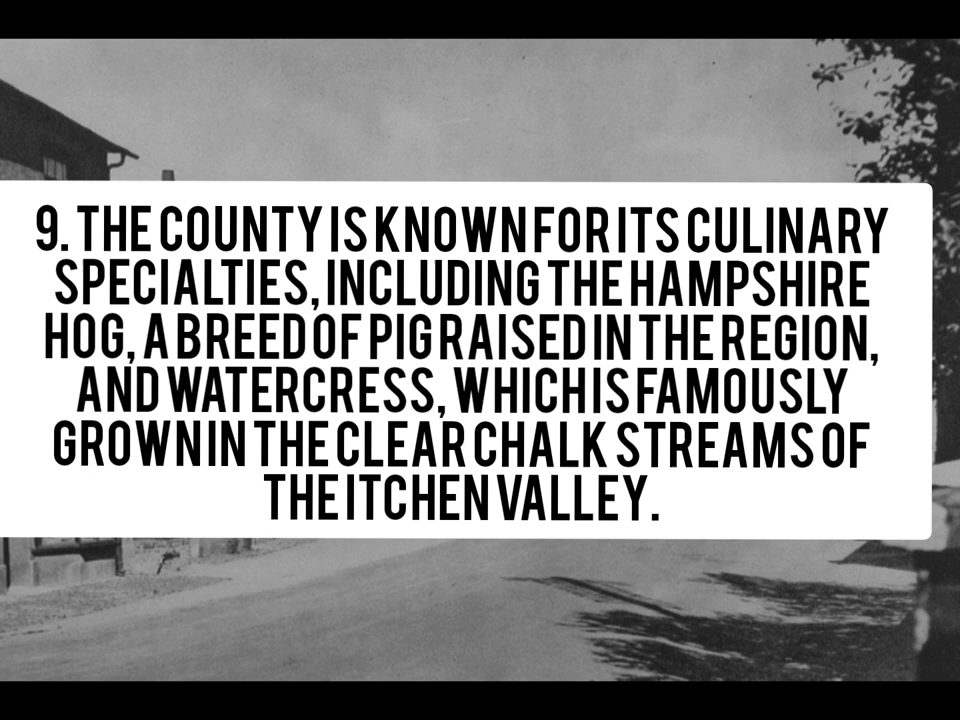 9. THE COUNTY IS KNOWN FOR ITS CULINARY
SPECIALTIES, INCLUDING THE HAMPSHIRE
HOG, A BREED OF PIG RAISED IN THE REGION,
AND WATERCRESS, WHICH IS FAMOUSLY
GROWN IN THE CLEAR CHALK STREAMS OF
THE ITCHEN VALLEY.